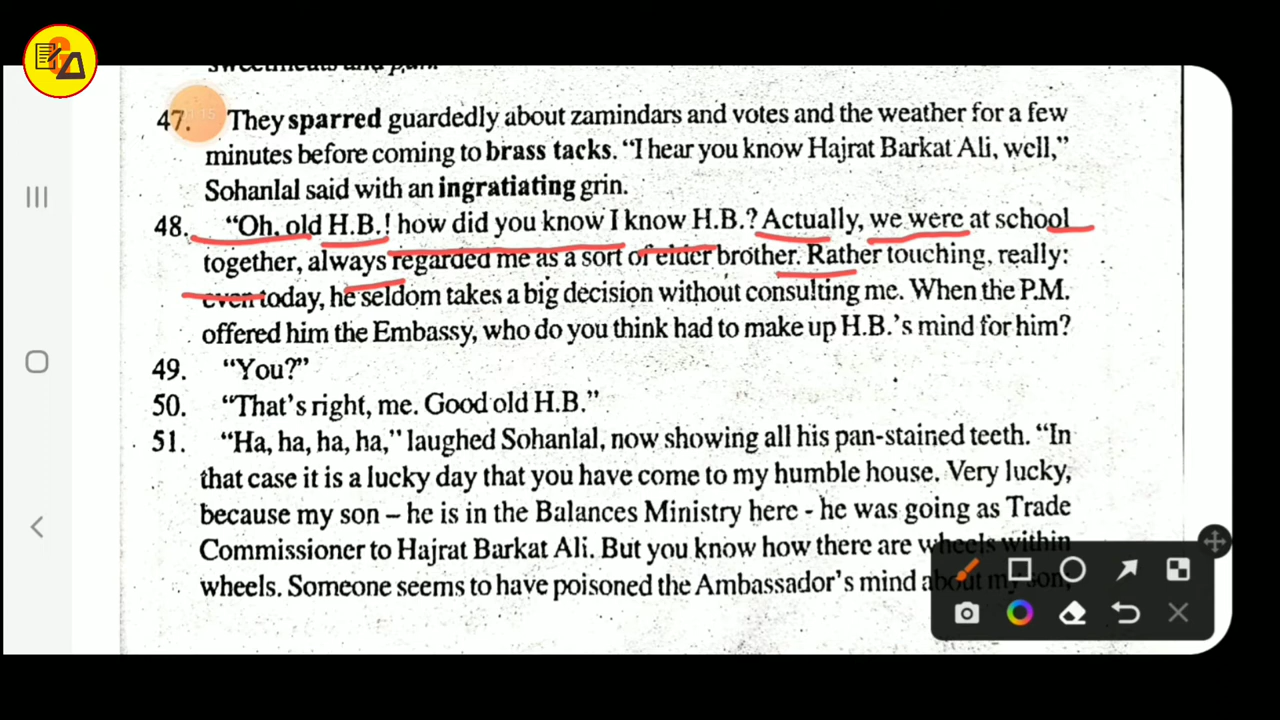 sweetmeats and pan.
47. They sparred guardedly about zamindars and votes and the weather for a few
minutes before coming to brass tacks. “I hear you know Hajrat Barkat Ali, well,”
Sohanlal said with an ingratiating grin.
48. “Oh, old H.B.! how did you know I know H.B.? Actually, we were at school
together, always regarded me as a sort of elder brother. Rather touching, really:
even today, he seldom takes a big decision without consulting me. When the P.M.
offered him the Embassy, who do you think had to make up H.B.’s mind for him?
49. “You?”
50. “That’s right, me. Good old H.B.”
51. “Ha, ha, ha, ha,” laughed Sohanlal, now showing all his pan-stained teeth. “In
that case it is a lucky day that you have come to my humble house. Very lucky,
because my son – he is in the Balances Ministry here - he was going as Trade
Commissioner to Hajrat Barkat Ali. But you know how there are wheels within
wheels. Someone seems to have poisoned the Ambassador’s mind about my son,